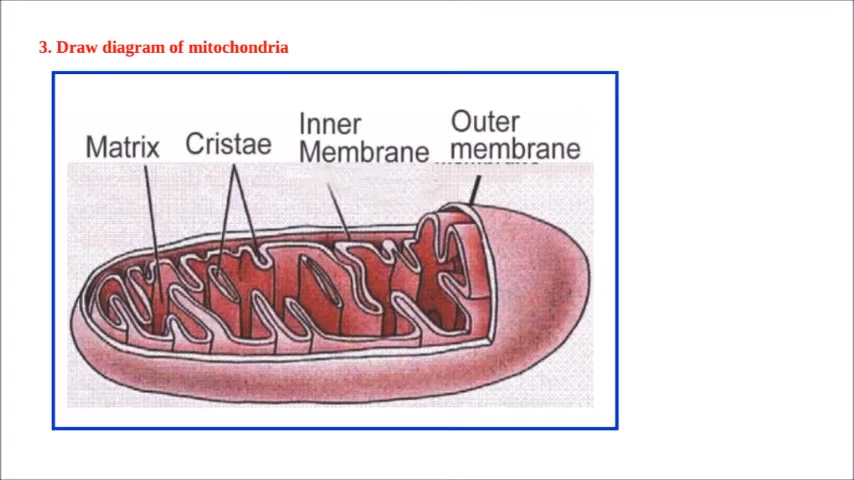 3. Draw diagram of mitochondria
Matrix Cristae Inner Membrane Outer membrane